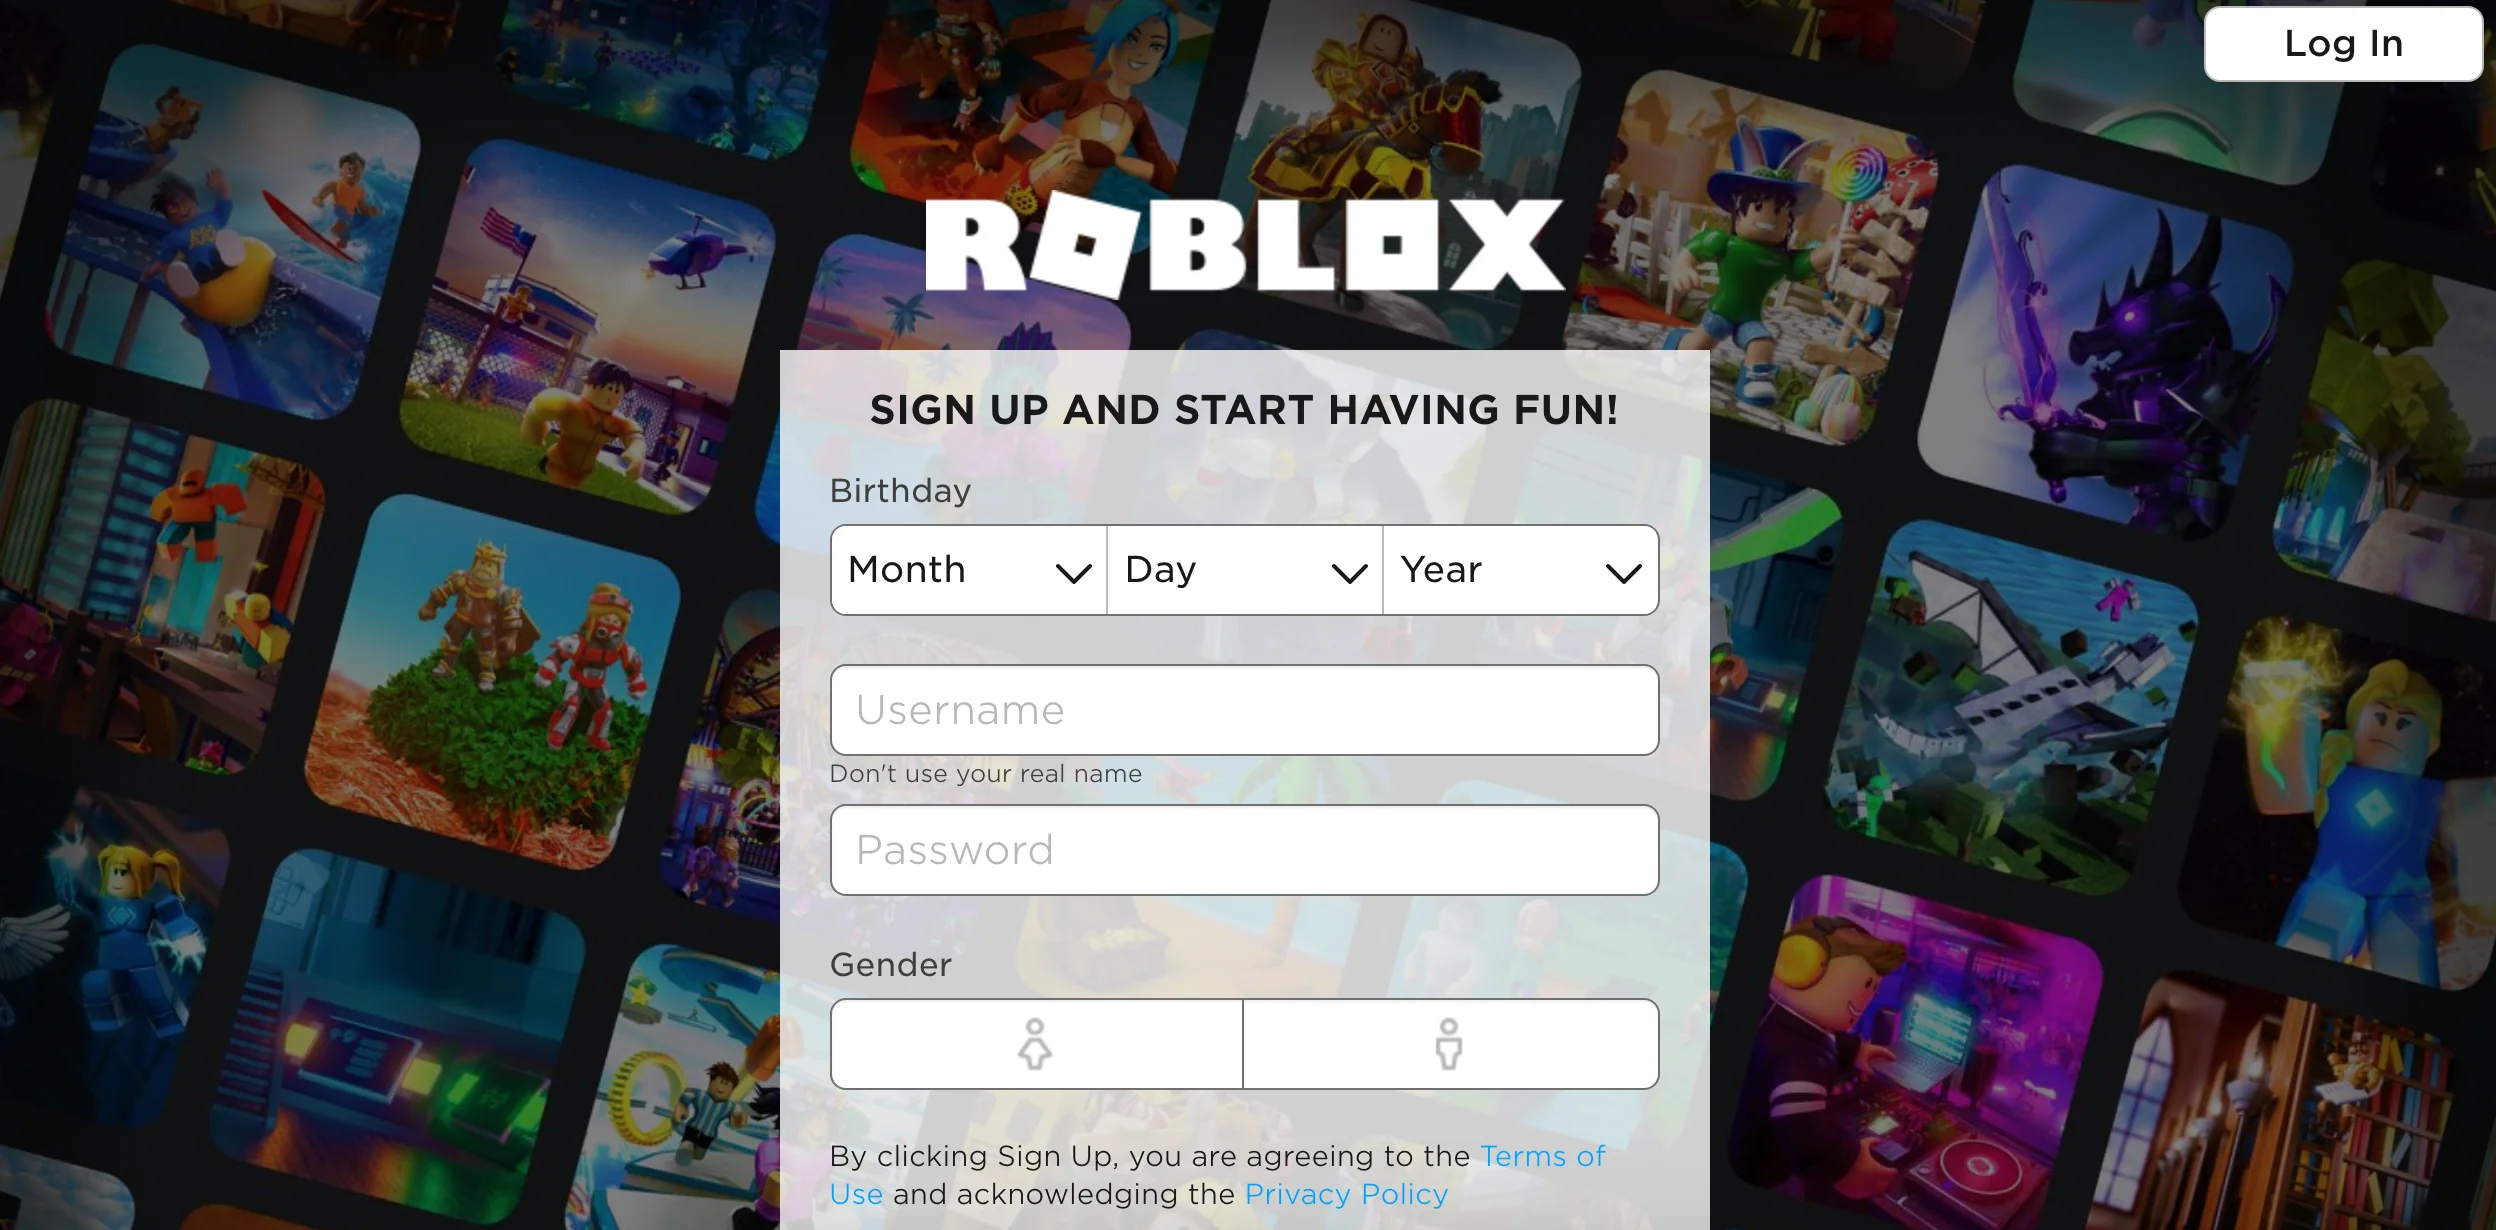 Log In
ROBLOX
SIGN UP AND START HAVING FUN!
Birthday
Month Day Year
Username
Don't use your real name
Password
Gender
By clicking Sign Up, you are agreeing to the Terms of
Use and acknowledging the Privacy Policy